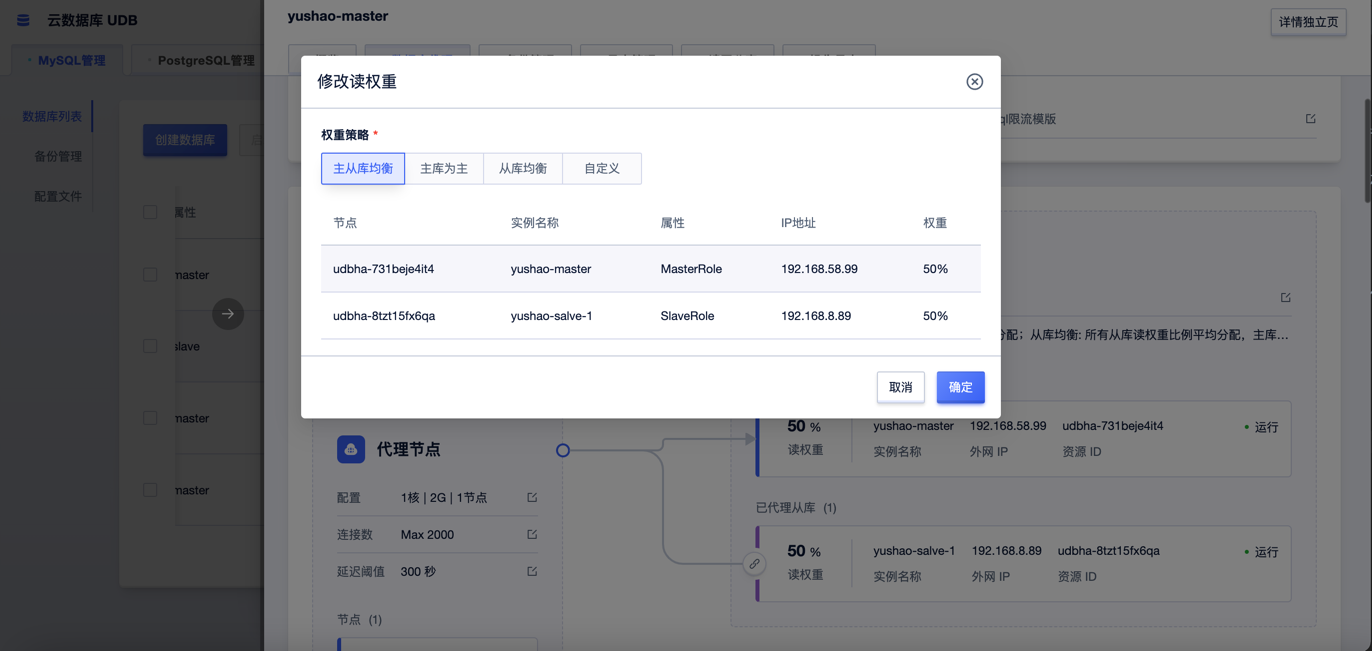 云数据库 UDB
yushao-master
详情独立页
MySQL管理
PostgreSQL管理
修改读权重
数据库列表
创建数据库
备份管理
配置文件
属性
master
slave
master
master
ql限流模版
权重策略 *
主从库均衡 主库为主 从库均衡 自定义
节点 实例名称 属性 IP地址 权重
udbha-731beje4it4 yushao-master MasterRole 192.168.58.99 50%
udbha-8tzt15fx6qa yushao-salve-1 SlaveRole 192.168.8.89 50%
分配；从库均衡: 所有从库读权重比例平均分配，主库...
取消 确定
代理节点
配置 1核 | 2G | 1节点
连接数 Max 2000
延迟阈值 300 秒
节点 (1)
50 % yushao-master 192.168.58.99 udbha-731beje4it4 运行
读权重 实例名称 外网 IP 资源 ID
已代理从库 (1)
50 % yushao-salve-1 192.168.8.89 udbha-8tzt15fx6qa 运行
读权重 实例名称 外网 IP 资源 ID